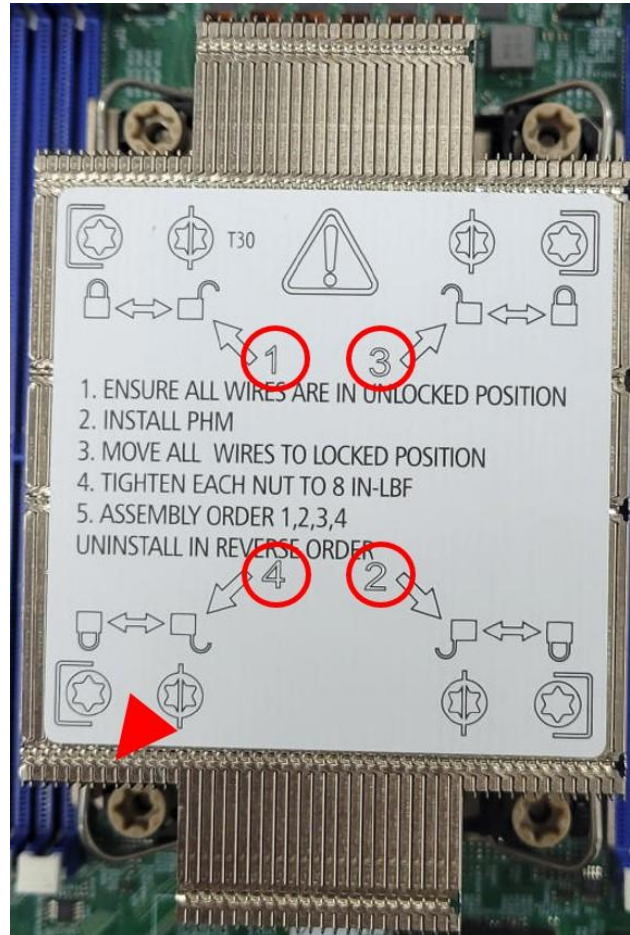 T30
1
3
1. ENSURE ALL WIRES ARE IN UNLOCKED POSITION
2. INSTALL PHM
3. MOVE ALL WIRES TO LOCKED POSITION
4. TIGHTEN EACH NUT TO 8 IN-LBF
5. ASSEMBLY ORDER 1,2,3,4
UNINSTALL IN REVERSE ORDER
4
2